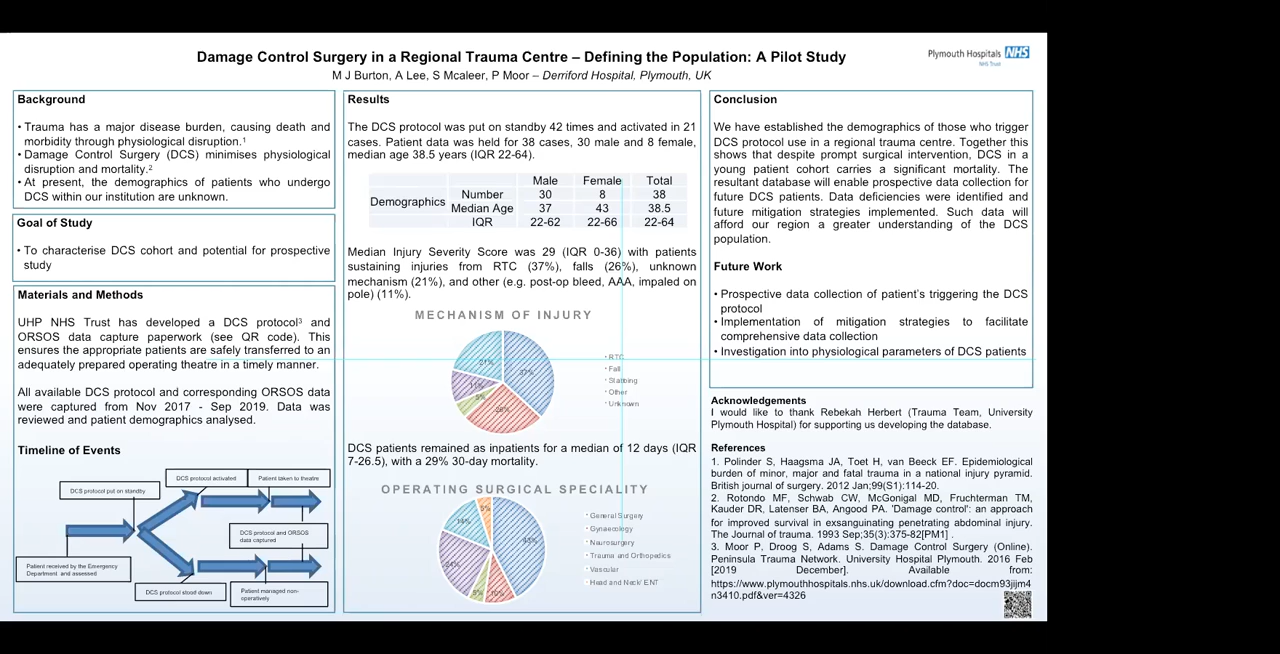 Damage Control Surgery in a Regional Trauma Centre – Defining the Population: A Pilot Study
M J Burton, A Lee, S Mcaleer, P Moor – Derriford Hospital, Plymouth, UK
Plymouth Hospitals NHS
NHS Trust
Background
• Trauma has a major disease burden, causing death and
morbidity through physiological disruption.¹
• Damage Control Surgery (DCS) minimises physiological
disruption and mortality.²
• At present, the demographics of patients who undergo
DCS within our institution are unknown.
Goal of Study
• To characterise DCS cohort and potential for prospective
study
Materials and Methods
UHP NHS Trust has developed a DCS protocol³ and
ORSOS data capture paperwork (see QR code). This
ensures the appropriate patients are safely transferred to an
adequately prepared operating theatre in a timely manner.
All available DCS protocol and corresponding ORSOS data
were captured from Nov 2017 - Sep 2019. Data was
reviewed and patient demographics analysed.
Timeline of Events
DCS protocol activated
Patient taken to theatre
DCS protocol put on standby
DCS protocol and ORSOS
data captured
Patient received by the Emergency
Department and assessed
DCS protocol stood down
Patient managed non-
operatively
Results
The DCS protocol was put on standby 42 times and activated in 21
cases. Patient data was held for 38 cases, 30 male and 8 female,
median age 38.5 years (IQR 22-64).
Male Female Total
Demographics Number 30 8 38
Median Age 37 43 38.5
IQR 22-62 22-66 22-64
Median Injury Severity Score was 29 (IQR 0-36) with patients
sustaining injuries from RTC (37%), falls (26%), unknown
mechanism (21%), and other (e.g. post-op bleed, AAA, impaled on
pole) (11%).
MECHANISM OF INJURY
37%
26%
5%
11%
21%
RTC
Fall
Stabbing
Other
Unknown
DCS patients remained as inpatients for a median of 12 days (IQR
7-26.5), with a 29% 30-day mortality.
OPERATING SURGICAL SPECIALITY
43%
10%
5%
24%
14%
5%
General Surgery
Gynaecology
Neurosurgery
Trauma and Orthopedics
Vascular
Head and Neck/ ENT
Conclusion
We have established the demographics of those who trigger
DCS protocol use in a regional trauma centre. Together this
shows that despite prompt surgical intervention, DCS in a
young patient cohort carries a significant mortality. The
resultant database will enable prospective data collection for
future DCS patients. Data deficiencies were identified and
future mitigation strategies implemented. Such data will
afford our region a greater understanding of the DCS
population.
Future Work
• Prospective data collection of patient's triggering the DCS
protocol
• Implementation of mitigation strategies to facilitate
comprehensive data collection
• Investigation into physiological parameters of DCS patients
Acknowledgements
I would like to thank Rebekah Herbert (Trauma Team, University
Plymouth Hospital) for supporting us developing the database.
References
1. Polinder S, Haagsma JA, Toet H, van Beeck EF. Epidemiological
burden of minor, major and fatal trauma in a national injury pyramid.
British journal of surgery. 2012 Jan;99(S1):114-20.
2. Rotondo MF, Schwab CW, McGonigal MD, Fruchterman TM,
Kauder DR, Latenser BA, Angood PA. 'Damage control': an approach
for improved survival in exsanguinating penetrating abdominal injury.
The Journal of trauma. 1993 Sep;35(3):375-82[PM1] .
3. Moor P, Droog S, Adams S. Damage Control Surgery (Online).
Peninsula Trauma Network. University Hospital Plymouth. 2016 Feb
[2019 December]. Available from:
https://www.plymouthhospitals.nhs.uk/download.cfm?doc=docm93jijm4
n3410.pdf&ver=4326